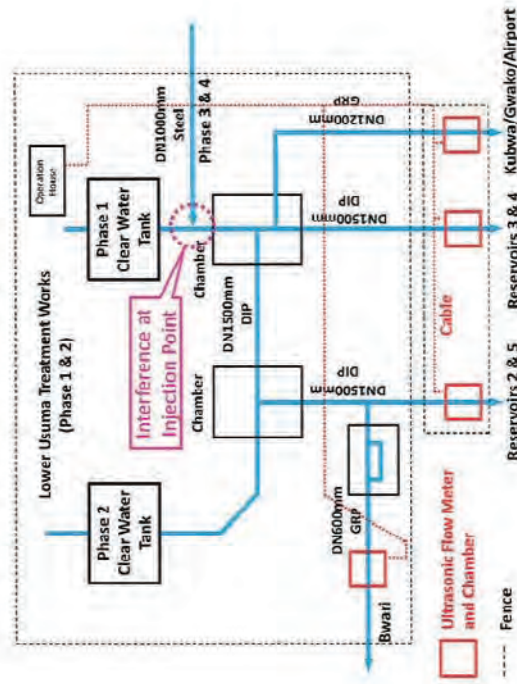 Lower Usuma Treatment Works
(Phase 1 & 2)
Operation
House
Phase 2
Clear Water
Tank
Phase 1
Clear Water
Tank
DN1000mm
Steel
Phase 3 & 4
Interference at
Injection Point
Chamber
Chamber
DN1500mm
DIP
DN1500mm
DIP
DN1500mm
DIP
DN1200mm
GRP
DN600mm
GRP
Bwari
Cable
Reservoirs 2 & 5
Reservoirs 3 & 4
Kubwa/Gwako/Airport
Ultrasonic Flow Meter
and Chamber
Fence